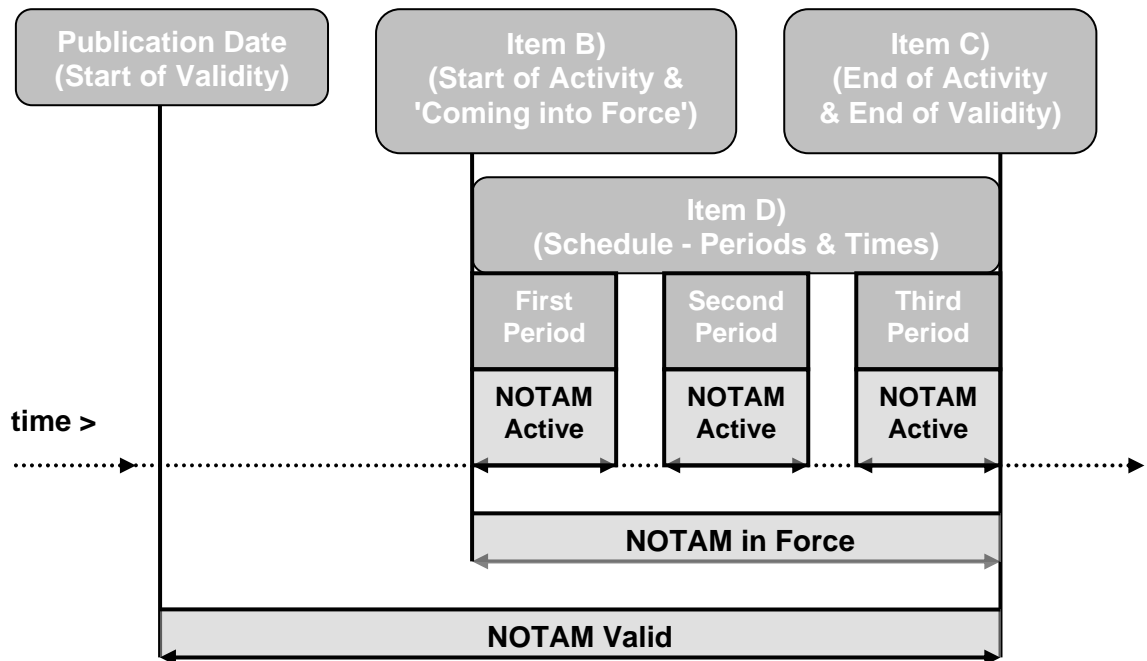 Publication Date
(Start of Validity)
Item B)
(Start of Activity &
'Coming into Force')
Item C)
(End of Activity
& End of Validity)
Item D)
(Schedule - Periods & Times)
First
Period
Second
Period
Third
Period
NOTAM
Active
NOTAM
Active
NOTAM
Active
time >
NOTAM in Force
NOTAM Valid